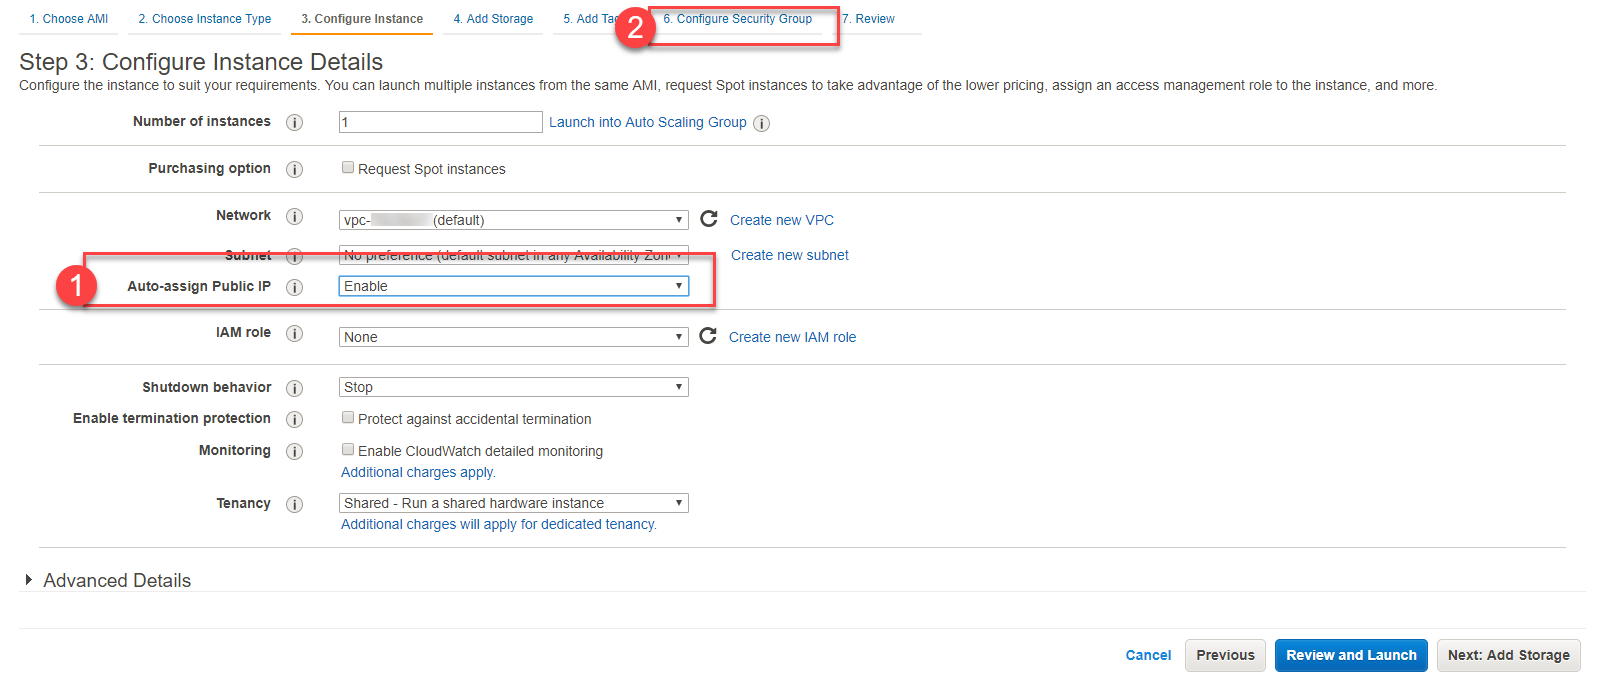 1. Choose AMI 2. Choose Instance Type 3. Configure Instance 4. Add Storage 5. Add 2 6. Configure Security Group 7. Review
Step 3: Configure Instance Details
Configure the instance to suit your requirements. You can launch multiple instances from the same AMI, request Spot instances to take advantage of the lower pricing, assign an access management role to the instance, and more.
Number of instances i 1 Launch into Auto Scaling Group i
Purchasing option i Request Spot instances
Network i vpc- (default) Create new VPC
Subnet i No preference (default subnet in any Availability Zon Create new subnet
1 Auto-assign Public IP i Enable
IAM role i None Create new IAM role
Shutdown behavior i Stop
Enable termination protection i Protect against accidental termination
Monitoring i Enable CloudWatch detailed monitoring
Additional charges apply.
Tenancy i Shared - Run a shared hardware instance
Additional charges will apply for dedicated tenancy.
Advanced Details
Cancel Previous Review and Launch Next: Add Storage